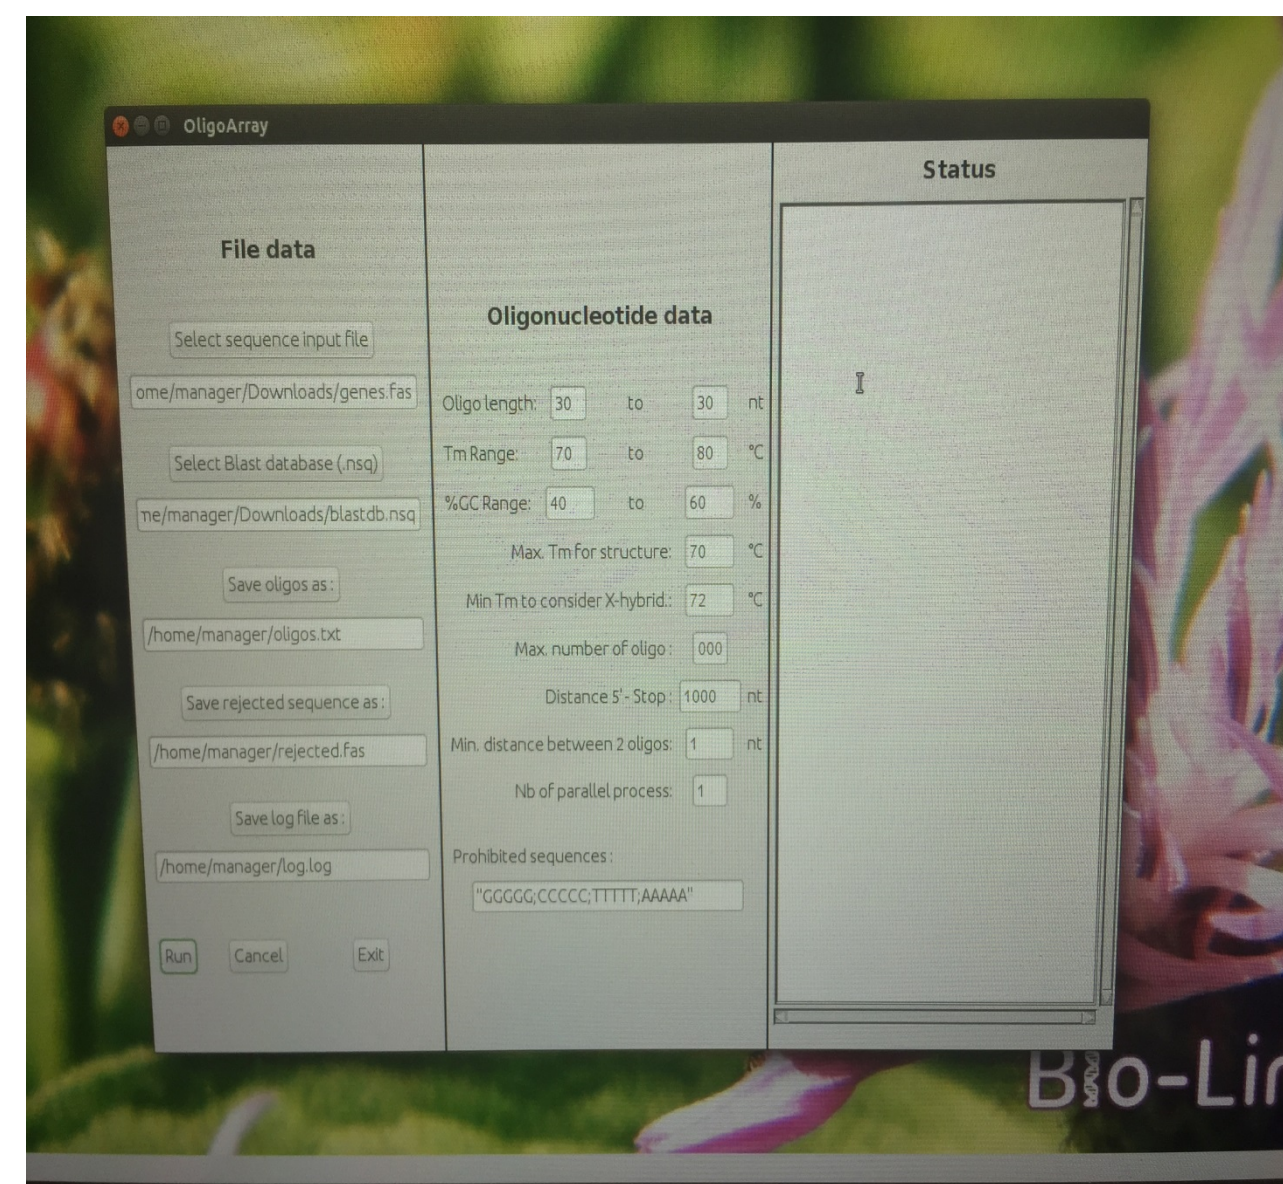 OligoArray
File data
Select sequence input file
ome/manager/Downloads/genes.fas
Select Blast database (.nsq)
ne/manager/Downloads/blastdb.nsq
Save oligos as :
/home/manager/oligos.txt
Save rejected sequence as :
/home/manager/rejected.fas
Save log file as :
/home/manager/log.log
Run Cancel Exit
Oligonucleotide data
Oligo length: 30 to 30 nt
Tm Range: 70 to 80 °C
%GC Range: 40 to 60 %
Max. Tm for structure: 70 °C
Min Tm to consider X-hybrid.: 72 °C
Max. number of oligo : 000
Distance 5' - Stop : 1000 nt
Min. distance between 2 oligos: 1 nt
Nb of parallel process: 1
Prohibited sequences :
"GGGGG;CCCCC;TTTTT;AAAAA"
Status
Bio-Lin